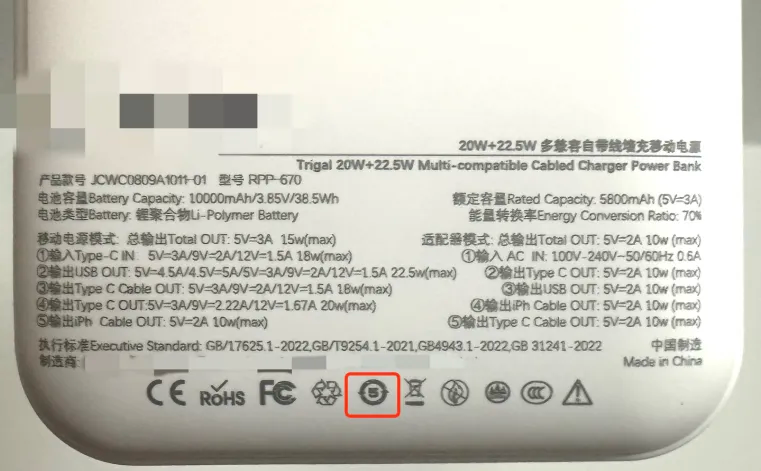 20W+22.5W 多兼容自带线墙充移动电源
Trigal 20W+22.5W Multi-compatible Cabled Charger Power Bank
产品款号 JCWC0809A1011-01 型号 RPP-670
电池容量Battery Capacity: 10000mAh/3.85V/38.5Wh
额定容量Rated Capacity: 5800mAh (5V=3A)
电池类型Battery: 锂聚合物Li-Polymer Battery
能量转换率Energy Conversion Ratio: 70%
移动电源模式: 总输出Total OUT: 5V=3A 15w(max)
①输入Type-C IN 5V=3A/9V=2A/12V=1.5A 18w(max)
②输出USB OUT: 5V=4.5A/4.5V=5A/5V=3A/9V=2A/12V=1.5A 22.5w(max)
③输出Type C Cable OUT: 5V=3A/9V=2A/12V=1.5A 18w(max)
④输出Type C OUT:5V=3A/9V=2.22A/12V=1.67A 20w(max)
⑤输出iPh Cable OUT: 5V=2A 10w(max)
适配器模式: 总输出Total OUT: 5V=2A 10w (max)
①输入 AC IN: 100V-240V~50/60Hz 0.6A
②输出Type C OUT: 5V=2A 10w (max)
③输出USB OUT: 5V=2A 10w (max)
④输出iPh Cable OUT: 5V=2A 10w (max)
⑤输出Type C Cable OUT: 5V=2A 10w (max)
执行标准Executive Standard: GB/17625.1-2022,GB/T9254.1-2021,GB4943.1-2022,GB 31241-2022
中国制造
制造商:
Made in China
CE RoHS FC 5 CCC